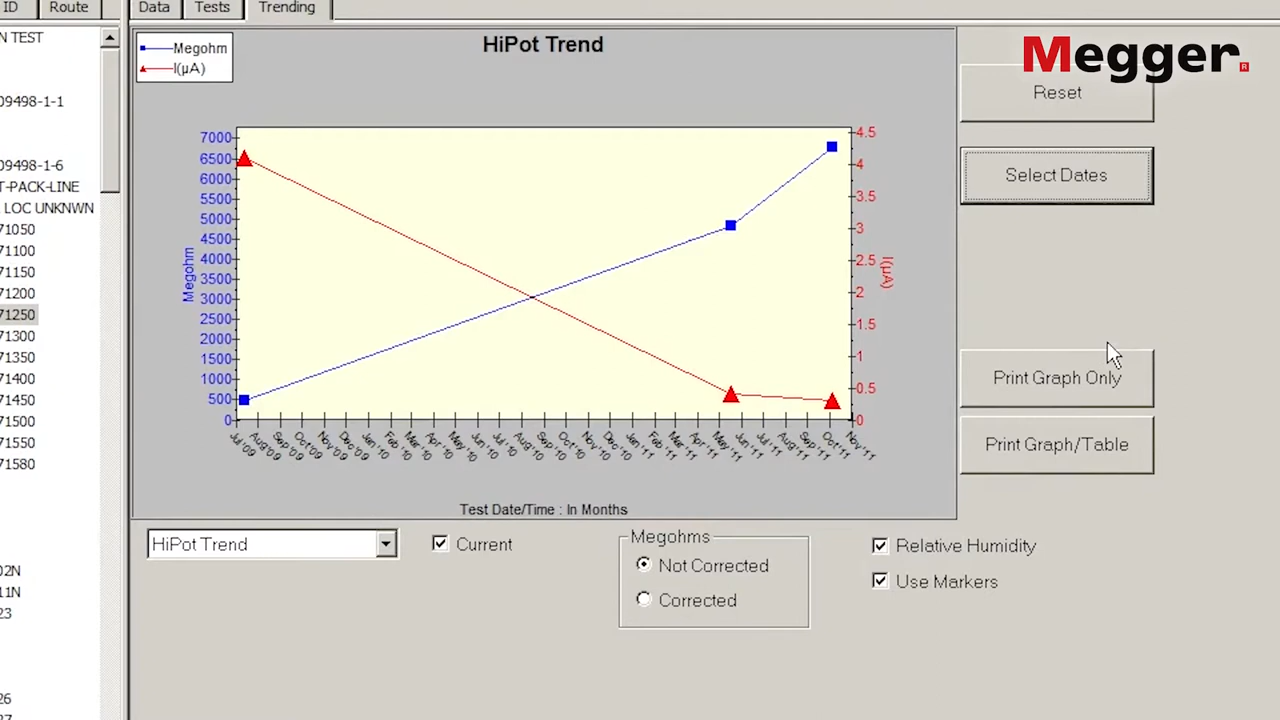 ID Route
Data Tests Trending
N TEST
09498-1-1
09498-1-6
T-PACK-LINE
LOC UNKNWN
71050
71100
71150
71200
71250
71300
71350
71400
71450
71500
71550
71580
02N
11N
23
26
27
HiPot Trend
Megohm
I(µA)
7000
6500
6000
5500
5000
4500
4000
3500
3000
2500
2000
1500
1000
500
0
Megohm
4.5
4
3.5
3
2.5
2
1.5
1
0.5
0
I(µA)
Jul '09 Aug '09 Sep '09 Oct '09 Nov '09 Dec '09 Jan '10 Feb '10 Mar '10 Apr '10 May '10 Jun '10 Jul '10 Aug '10 Sep '10 Oct '10 Nov '10 Dec '10 Jan '11 Feb '11 Mar '11 Apr '11 May '11 Jun '11 Jul '11 Aug '11 Sep '11 Oct '11 Nov '11
Test Date/Time : In Months
Megger®
Reset
Select Dates
Print Graph Only
Print Graph/Table
HiPot Trend
Current
Megohms
Not Corrected
Corrected
Relative Humidity
Use Markers